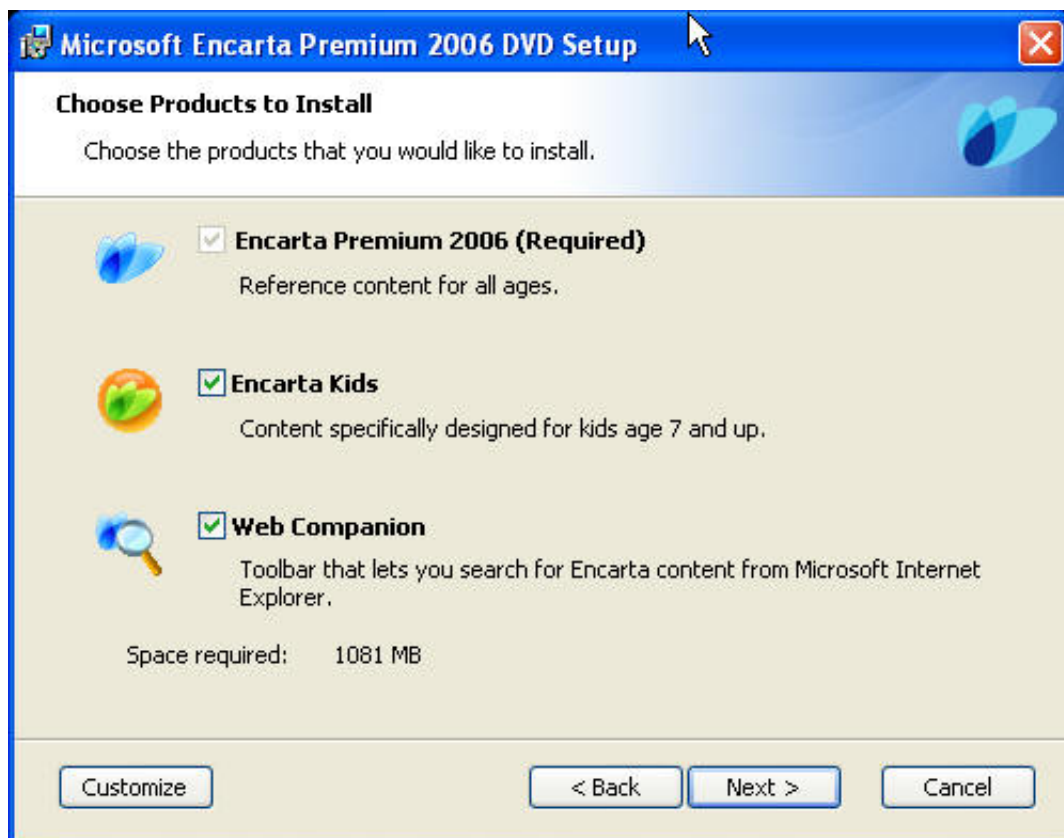 Microsoft Encarta Premium 2006 DVD Setup
Choose Products to Install
Choose the products that you would like to install.
Encarta Premium 2006 (Required)
Reference content for all ages.
Encarta Kids
Content specifically designed for kids age 7 and up.
Web Companion
Toolbar that lets you search for Encarta content from Microsoft Internet
Explorer.
Space required: 1081 MB
Customize < Back Next > Cancel